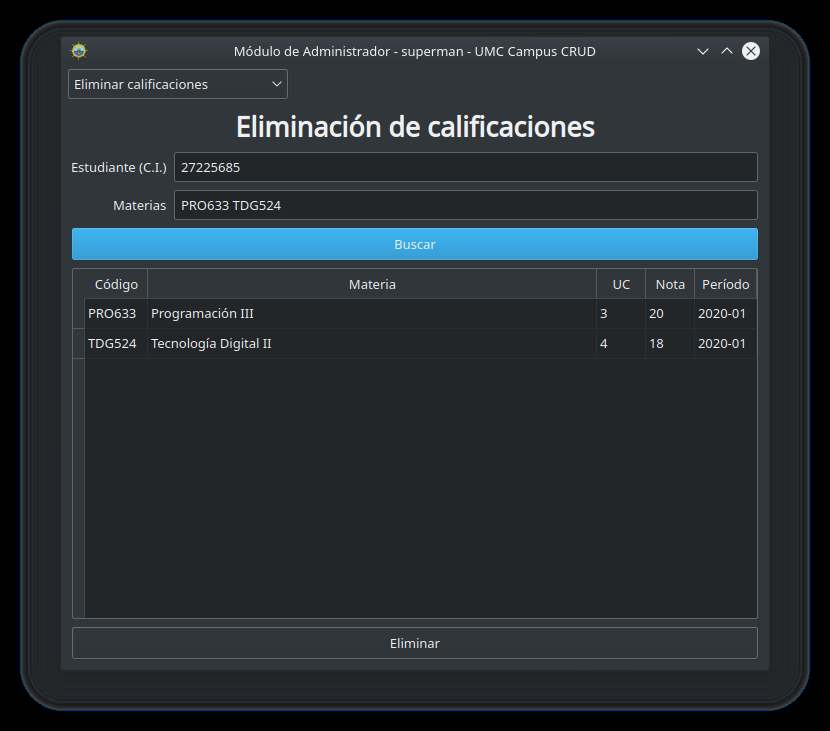 Módulo de Administrador - superman - UMC Campus CRUD
Eliminar calificaciones
Eliminación de calificaciones
Estudiante (C.I.) 27225685
Materias PRO633 TDG524
Buscar
Código Materia UC Nota Período
PRO633 Programación III 3 20 2020-01
TDG524 Tecnología Digital II 4 18 2020-01
Eliminar